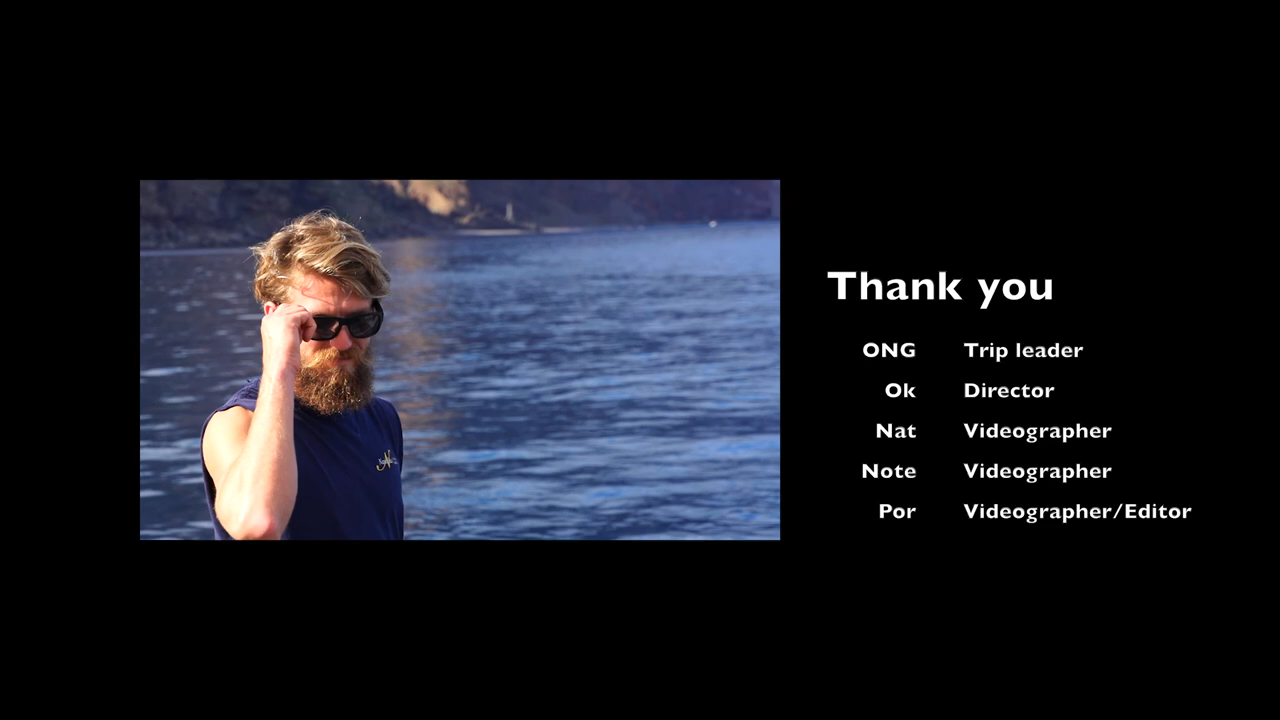 Thank you
ONG Trip leader
Ok Director
Nat Videographer
Note Videographer
Por Videographer/Editor